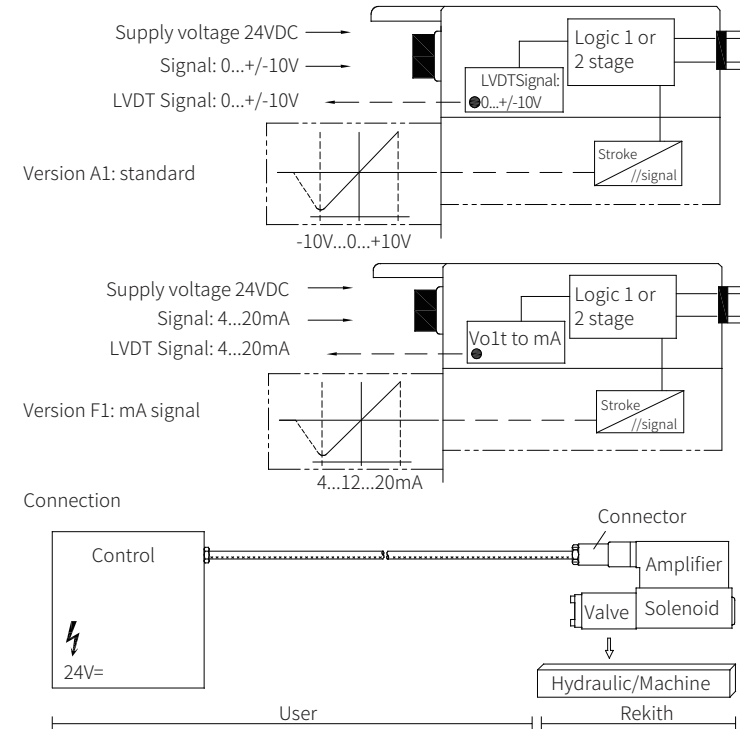 Supply voltage 24VDC
Signal: 0...+/-10V
LVDT Signal: 0...+/-10V
LVDTSignal:
0...+/-10V
Logic 1 or
2 stage
Stroke
//signal
Version A1: standard
-10V...0...+10V
Supply voltage 24VDC
Signal: 4...20mA
LVDT Signal: 4...20mA
Vo1t to mA
Logic 1 or
2 stage
Stroke
//signal
Version F1: mA signal
4...12...20mA
Connection
Control
24V=
Connector
Amplifier
Valve
Solenoid
Hydraulic/Machine
User
Rekith